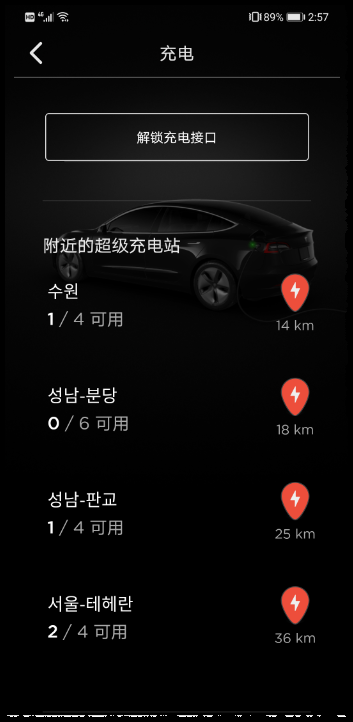 HD 4G 89% 2:57
充电
解锁充电接口
附近的超级充电站
수원
1 / 4 可用
14 km
성남-분당
0 / 6 可用
18 km
성남-판교
1 / 4 可用
25 km
서울-테헤란
2 / 4 可用
36 km